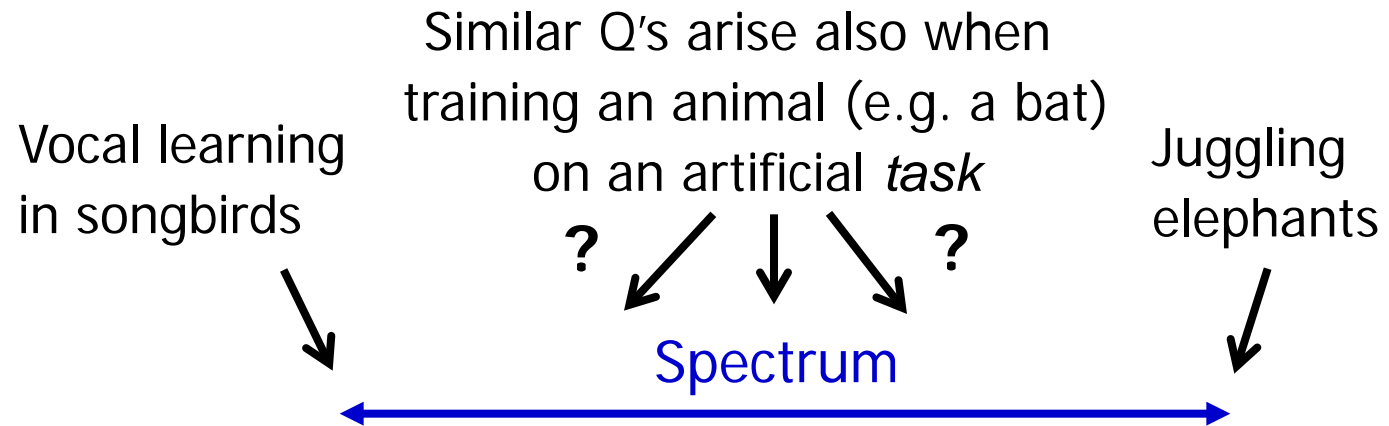 Similar Q's arise also when
training an animal (e.g. a bat)
on an artificial task
Vocal learning
in songbirds
Juggling
elephants
?
?
Spectrum